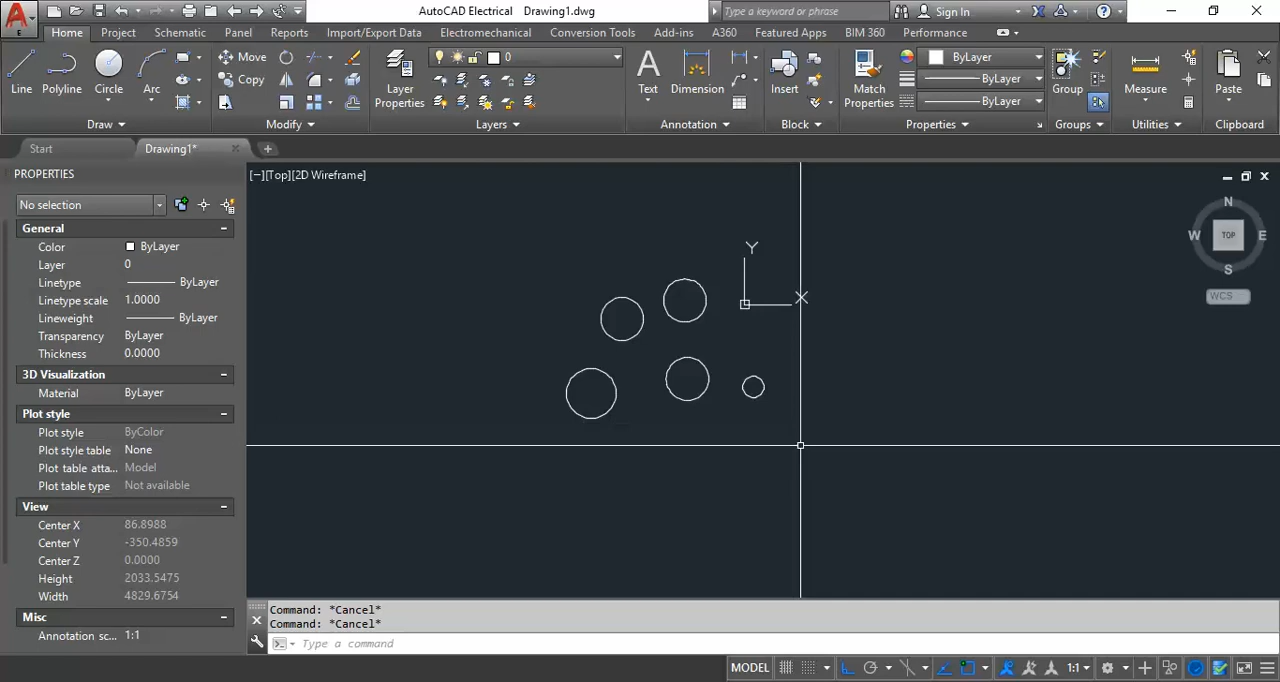 A
E
AutoCAD Electrical Drawing1.dwg
Type a keyword or phrase
Sign In
Home Project Schematic Panel Reports Import/Export Data Electromechanical Conversion Tools Add-ins A360 Featured Apps BIM 360 Performance
Line
Polyline
Circle
Arc
Draw
Move
Copy
Modify
Layer
Properties
0
Layers
A
Text
Dimension
Annotation
Insert
Block
Match
Properties
ByLayer
ByLayer
ByLayer
Properties
Group
Groups
Measure
Utilities
Paste
Clipboard
Start
Drawing1*
PROPERTIES
No selection
General
Color ByLayer
Layer 0
Linetype ByLayer
Linetype scale 1.0000
Lineweight ByLayer
Transparency ByLayer
Thickness 0.0000
3D Visualization
Material ByLayer
Plot style
Plot style ByColor
Plot style table None
Plot table atta... Model
Plot table type Not available
View
Center X 86.8988
Center Y -350.4859
Center Z 0.0000
Height 2033.5475
Width 4829.6754
Misc
Annotation sc... 1:1
[−][Top][2D Wireframe]
Y
X
N
W TOP E
S
WCS
Command: *Cancel*
Command: *Cancel*
Type a command
MODEL
1:1